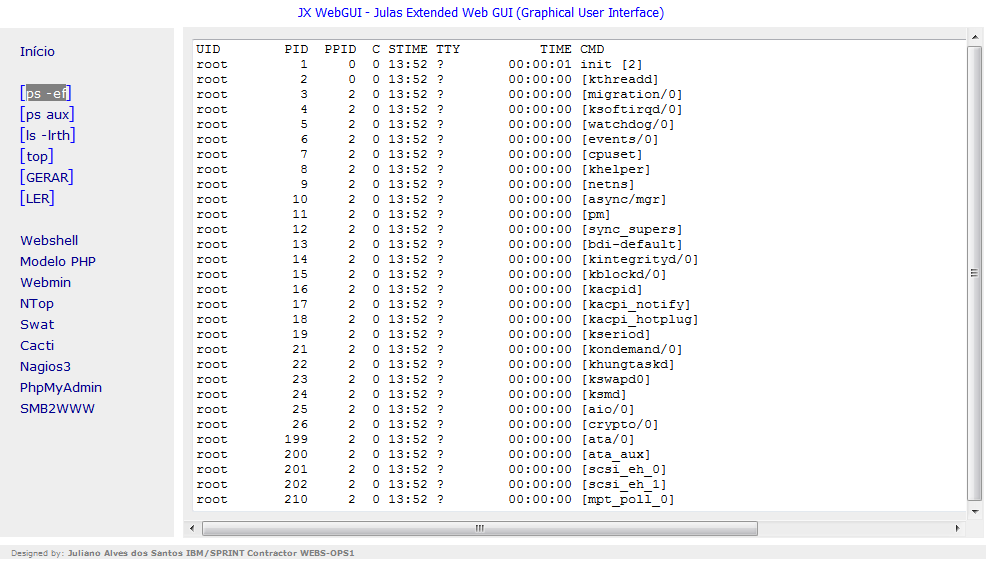 JX WebGUI - Julas Extended Web GUI (Graphical User Interface)
Início
[ps -ef]
[ps aux]
[ls -lrth]
[top]
[GERAR]
[LER]
Webshell
Modelo PHP
Webmin
NTop
Swat
Cacti
Nagios3
PhpMyAdmin
SMB2WWW
UID        PID  PPID  C STIME TTY          TIME CMD
root         1     0  0 13:52 ?        00:00:01 init [2]
root         2     0  0 13:52 ?        00:00:00 [kthreadd]
root         3     2  0 13:52 ?        00:00:00 [migration/0]
root         4     2  0 13:52 ?        00:00:00 [ksoftirqd/0]
root         5     2  0 13:52 ?        00:00:00 [watchdog/0]
root         6     2  0 13:52 ?        00:00:00 [events/0]
root         7     2  0 13:52 ?        00:00:00 [cpuset]
root         8     2  0 13:52 ?        00:00:00 [khelper]
root         9     2  0 13:52 ?        00:00:00 [netns]
root        10     2  0 13:52 ?        00:00:00 [async/mgr]
root        11     2  0 13:52 ?        00:00:00 [pm]
root        12     2  0 13:52 ?        00:00:00 [sync_supers]
root        13     2  0 13:52 ?        00:00:00 [bdi-default]
root        14     2  0 13:52 ?        00:00:00 [kintegrityd/0]
root        15     2  0 13:52 ?        00:00:00 [kblockd/0]
root        16     2  0 13:52 ?        00:00:00 [kacpid]
root        17     2  0 13:52 ?        00:00:00 [kacpi_notify]
root        18     2  0 13:52 ?        00:00:00 [kacpi_hotplug]
root        19     2  0 13:52 ?        00:00:00 [kseriod]
root        21     2  0 13:52 ?        00:00:00 [kondemand/0]
root        22     2  0 13:52 ?        00:00:00 [khungtaskd]
root        23     2  0 13:52 ?        00:00:00 [kswapd0]
root        24     2  0 13:52 ?        00:00:00 [ksmd]
root        25     2  0 13:52 ?        00:00:00 [aio/0]
root        26     2  0 13:52 ?        00:00:00 [crypto/0]
root       199     2  0 13:52 ?        00:00:00 [ata/0]
root       200     2  0 13:52 ?        00:00:00 [ata_aux]
root       201     2  0 13:52 ?        00:00:00 [scsi_eh_0]
root       202     2  0 13:52 ?        00:00:00 [scsi_eh_1]
root       210     2  0 13:52 ?        00:00:00 [mpt_poll_0]
Designed by: Juliano Alves dos Santos IBM/SPRINT Contractor WEBS-OPS1